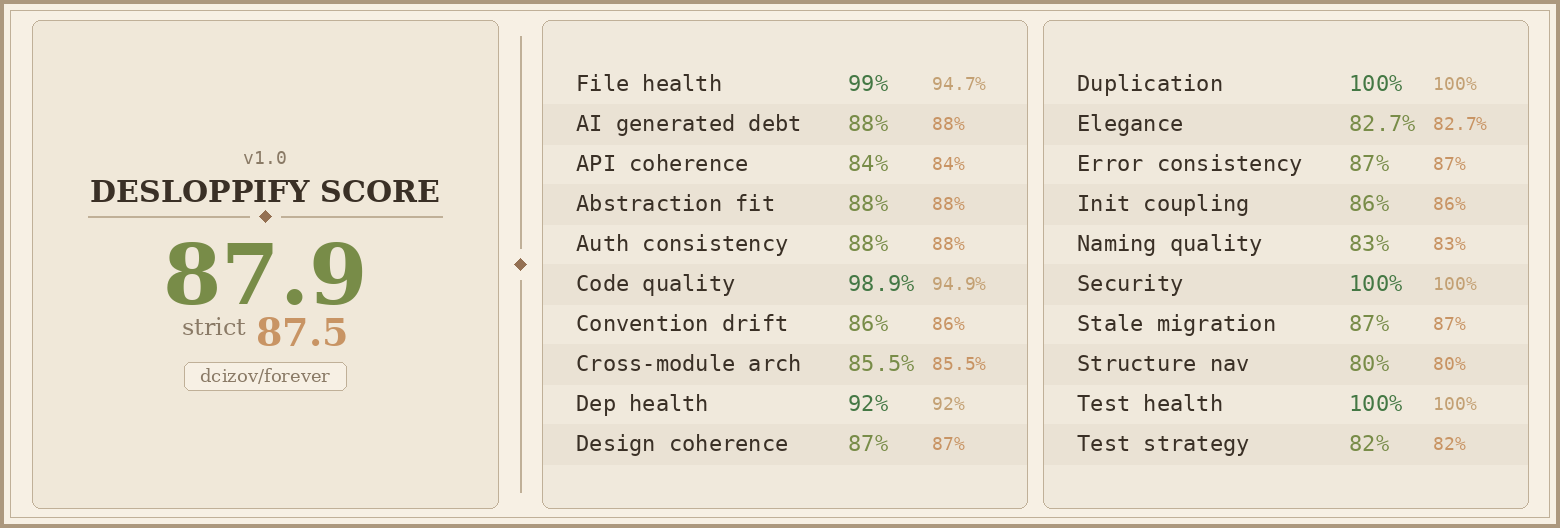 v1.0
DESLOPPIFY SCORE
87.9
strict 87.5
dcizov/forever
File health 99% 94.7%
AI generated debt 88% 88%
API coherence 84% 84%
Abstraction fit 88% 88%
Auth consistency 88% 88%
Code quality 98.9% 94.9%
Convention drift 86% 86%
Cross-module arch 85.5% 85.5%
Dep health 92% 92%
Design coherence 87% 87%
Duplication 100% 100%
Elegance 82.7% 82.7%
Error consistency 87% 87%
Init coupling 86% 86%
Naming quality 83% 83%
Security 100% 100%
Stale migration 87% 87%
Structure nav 80% 80%
Test health 100% 100%
Test strategy 82% 82%